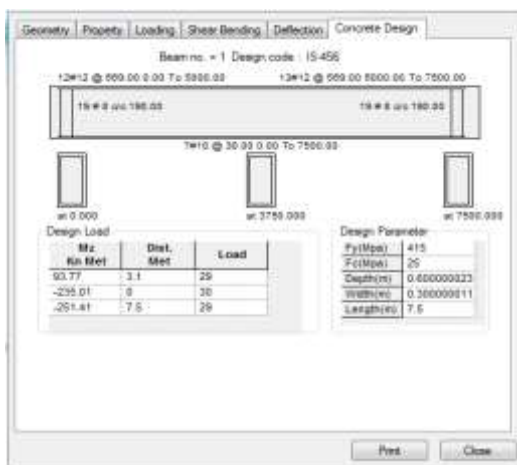 Geometry Property Loading Shear Bending Deflection Concrete Design
Beam no. = 1 Design code : IS-456
12#12 @ 569.00 0.00 To 5000.00 13#12 @ 569.00 5000.00 To 7500.00
19 # 8 c/c 190.00 19 # 8 c/c 190.00
7#10 @ 30.00 0.00 To 7500.00
at 0.000 at 3750.000 at 7500.000
Design Load Design Parameter
Mz Dist. Load
Kn Met Met
93.77 3.1 29
-235.01 0 30
-251.41 7.5 29
Fy(Mpa) 415
Fc(Mpa) 25
Depth(m) 0.600000023
Width(m) 0.300000011
Length(m) 7.5
Print Close